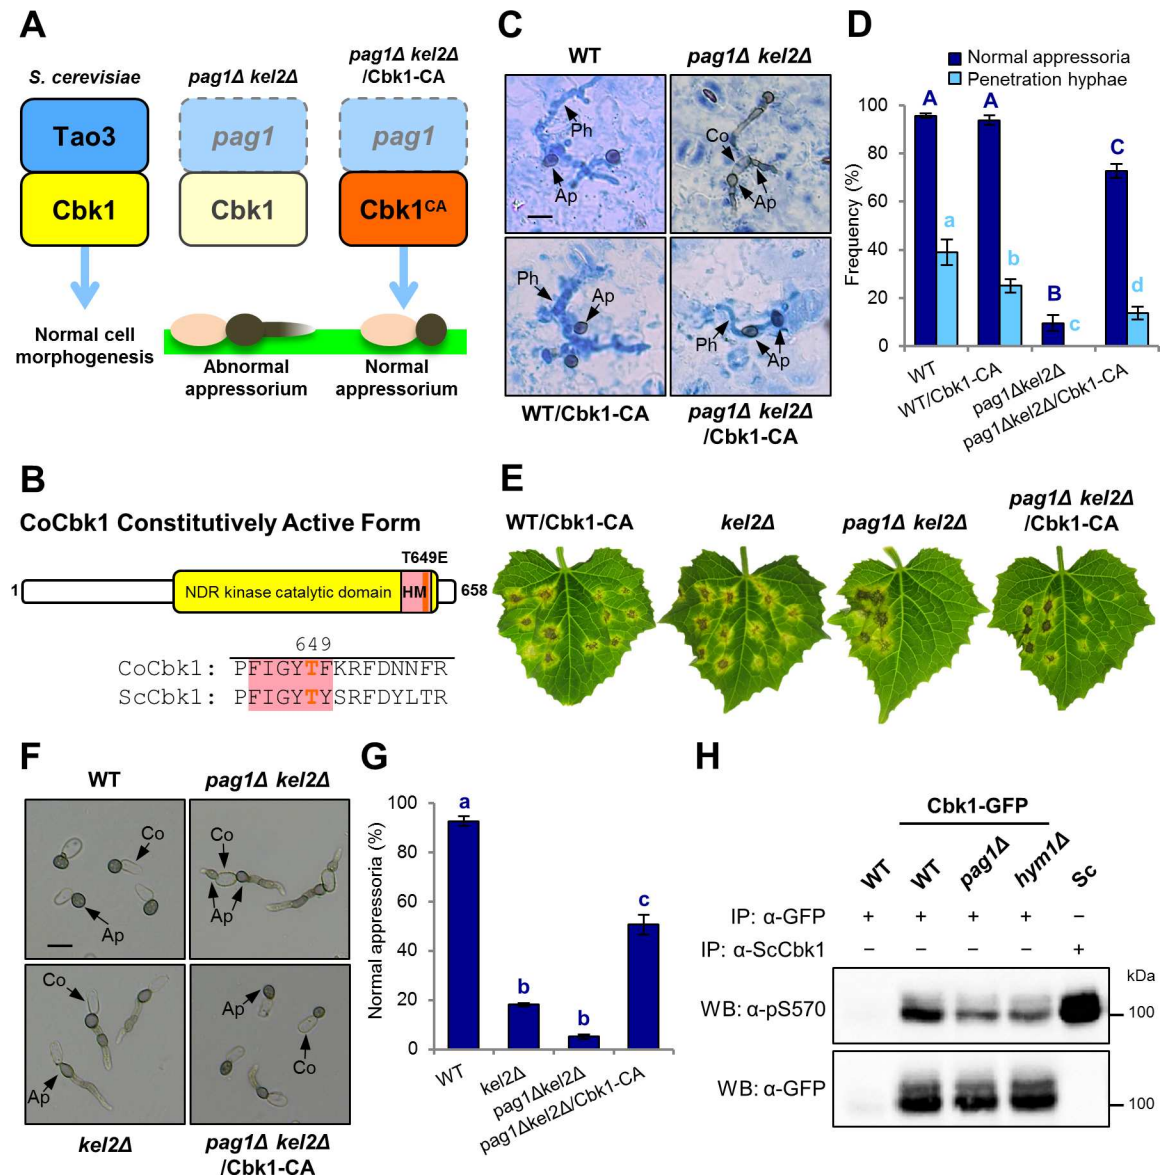 A
S. cerevisiae
pag1Δ kel2Δ
pag1Δ kel2Δ
/Cbk1-CA
Tao3
pag1
pag1
Cbk1
Cbk1
Cbk1CA
Normal cell
morphogenesis
Abnormal
appressorium
Normal
appressorium
B
CoCbk1 Constitutively Active Form
T649E
1
NDR kinase catalytic domain
HM
658
649
CoCbk1: PFIGYTFKRFDNNFR
ScCbk1: PFIGYTYSRFDYLTR
C
WT
pag1Δ kel2Δ
Ph
Ap
Co
Ap
Ph
Ap
Ph
Ap
WT/Cbk1-CA
pag1Δ kel2Δ
/Cbk1-CA
D
Normal appressoria
Penetration hyphae
Frequency (%)
100
80
60
40
20
0
A
a
A
b
B
c
C
d
WT
WT/Cbk1-CA
pag1Δkel2Δ
pag1Δkel2Δ/Cbk1-CA
E
WT/Cbk1-CA
kel2Δ
pag1Δ kel2Δ
pag1Δ kel2Δ
/Cbk1-CA
F
WT
pag1Δ kel2Δ
Co
Ap
Co
Ap
Co
Ap
Ap
Co
kel2Δ
pag1Δ kel2Δ
/Cbk1-CA
G
Normal appressoria (%)
100
80
60
40
20
0
a
b
b
c
WT
kel2Δ
pag1Δkel2Δ
pag1Δkel2Δ/Cbk1-CA
H
Cbk1-GFP
WT
WT
pag1Δ
hym1Δ
Sc
IP: α-GFP + + + + –
IP: α-ScCbk1 – – – – +
kDa
WB: α-pS570
100
WB: α-GFP
100